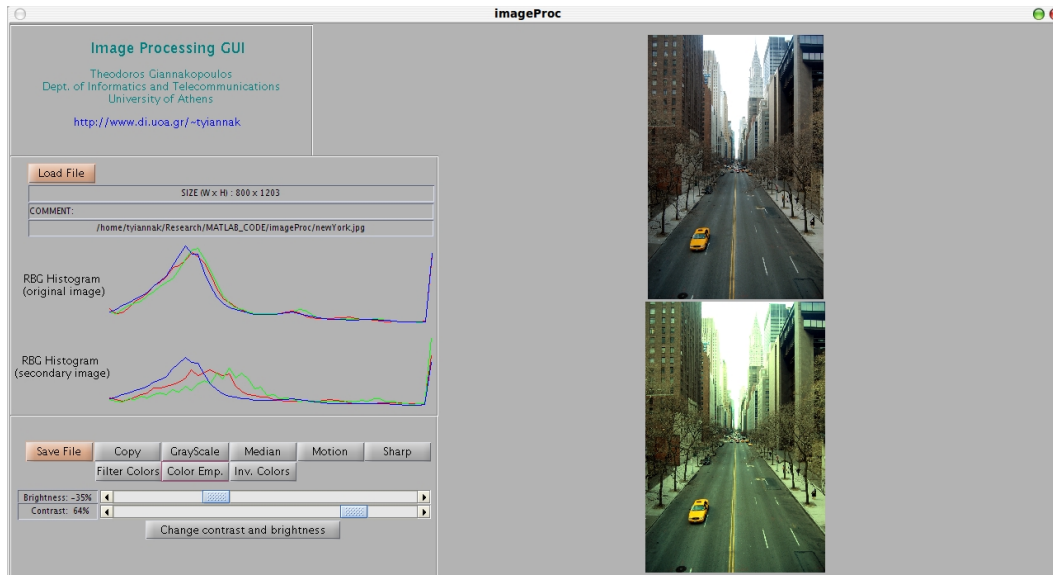 imageProc
Image Processing GUI
Theodoros Giannakopoulos
Dept. of Informatics and Telecommunications
University of Athens
http://www.di.uoa.gr/~tyiannak
Load File
SIZE (W x H) : 800 x 1203
COMMENT:
/home/tyiannak/Research/MATLAB_CODE/imageProc/newYork.jpg
RBG Histogram
(original image)
RBG Histogram
(secondary image)
Save File Copy GrayScale Median Motion Sharp
Filter Colors Color Emp. Inv. Colors
Brightness: -35%
Contrast: 64%
Change contrast and brightness